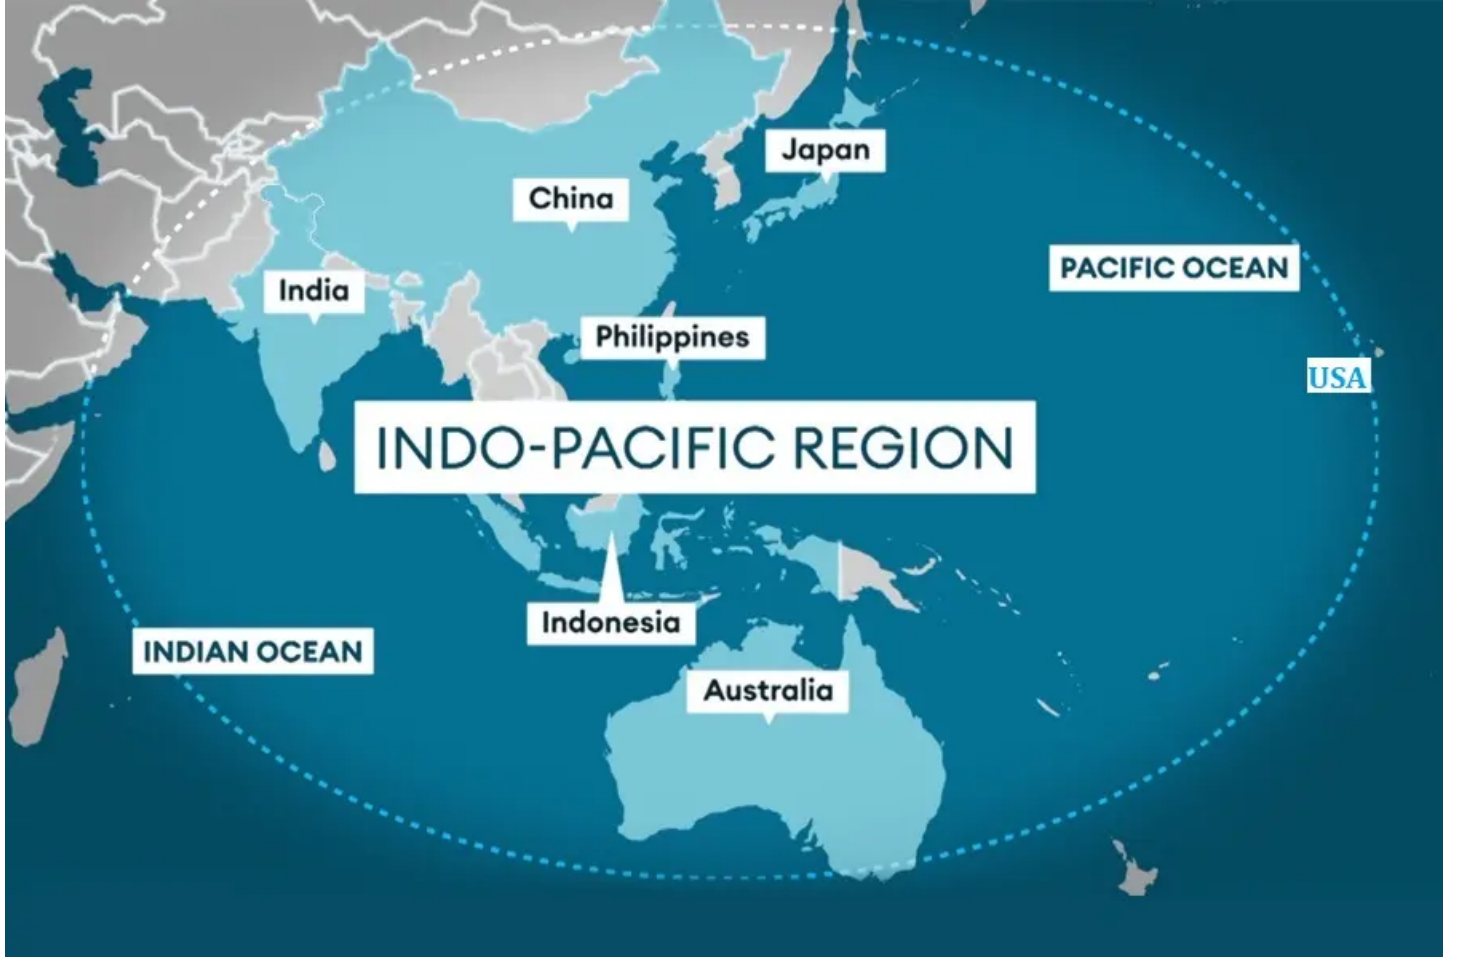 Japan
China
PACIFIC OCEAN
India
Philippines
USA
INDO-PACIFIC REGION
Indonesia
INDIAN OCEAN
Australia